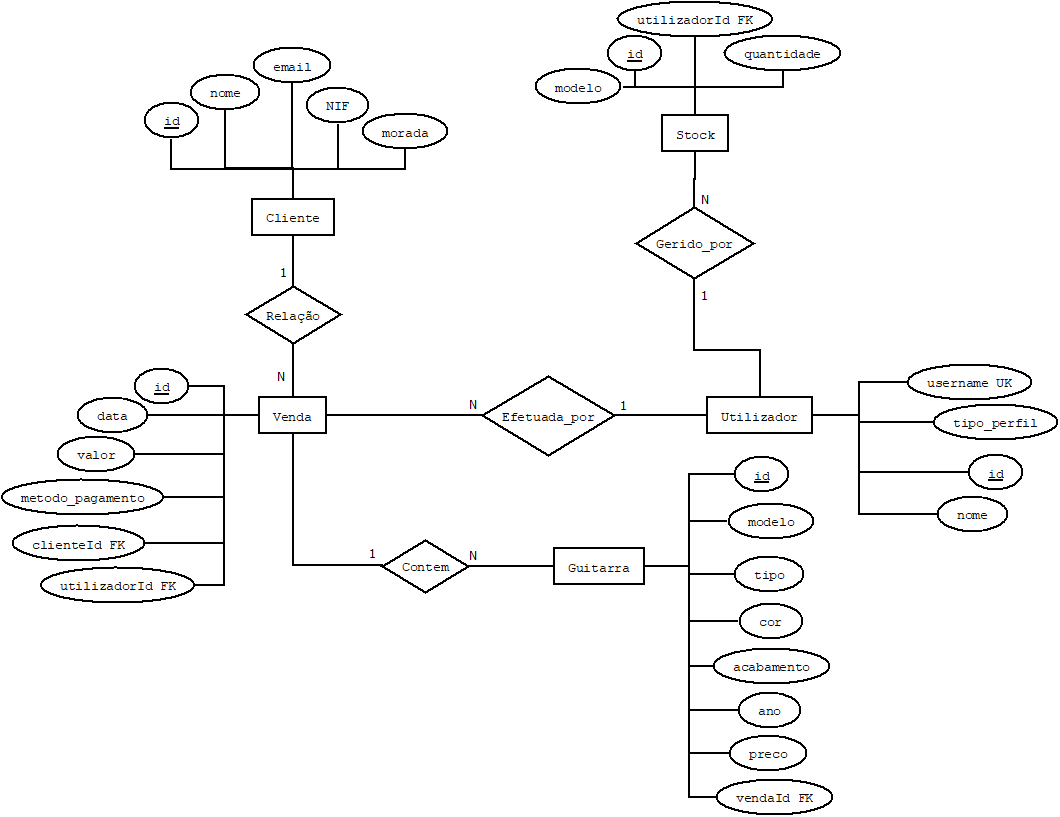 utilizadorId FK
id
quantidade
modelo
Stock
email
nome
NIF
id
morada
Cliente
N
Gerido_por
1
1
Relação
N
id
data
valor
metodo_pagamento
clienteId FK
utilizadorId FK
Venda
N
Efetuada_por
1
Utilizador
username UK
tipo_perfil
id
nome
1
Contem
N
Guitarra
id
modelo
tipo
cor
acabamento
ano
preco
vendaId FK